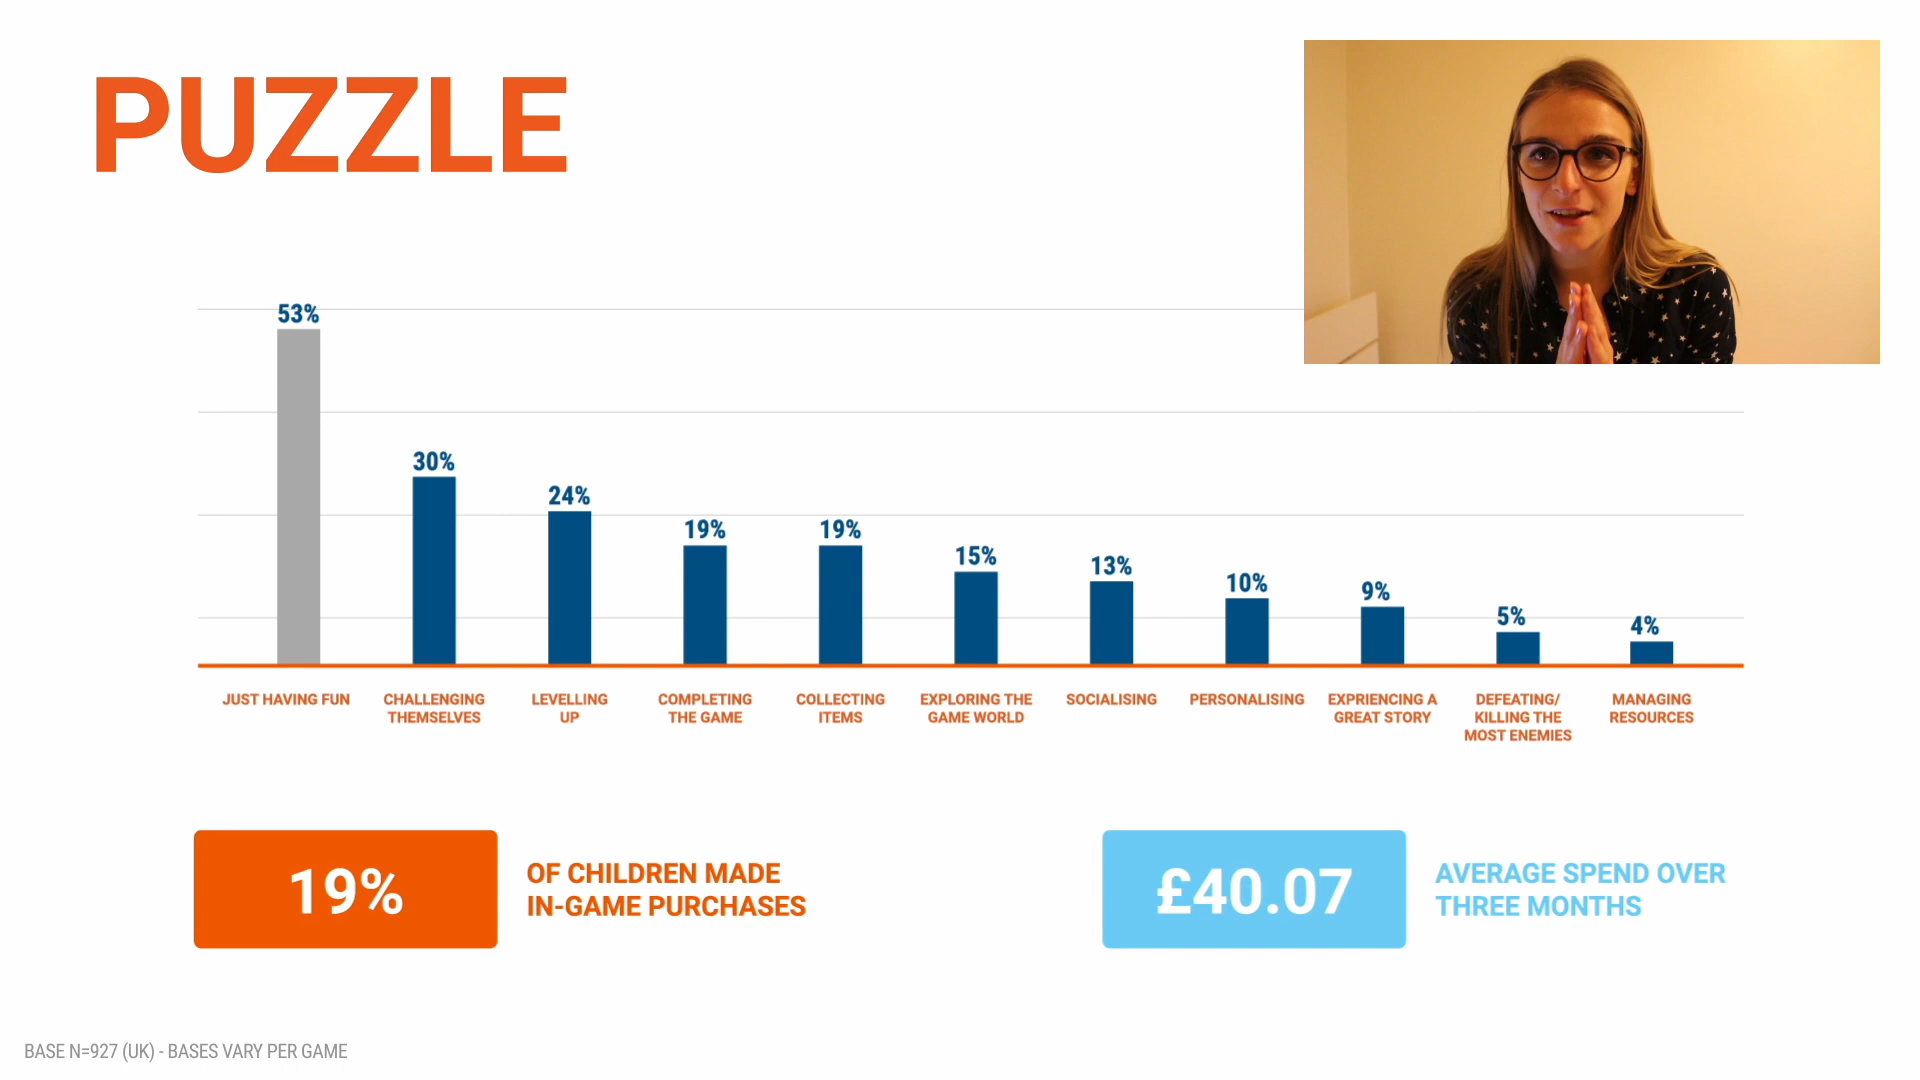 PUZZLE
53%
30%
24%
19%
19%
15%
13%
10%
9%
5%
4%
JUST HAVING FUN
CHALLENGING
THEMSELVES
LEVELLING
UP
COMPLETING
THE GAME
COLLECTING
ITEMS
EXPLORING THE
GAME WORLD
SOCIALISING
PERSONALISING
EXPRIENCING A
GREAT STORY
DEFEATING/
KILLING THE
MOST ENEMIES
MANAGING
RESOURCES
19%
OF CHILDREN MADE
IN-GAME PURCHASES
£40.07
AVERAGE SPEND OVER
THREE MONTHS
BASE N=927 (UK) - BASES VARY PER GAME